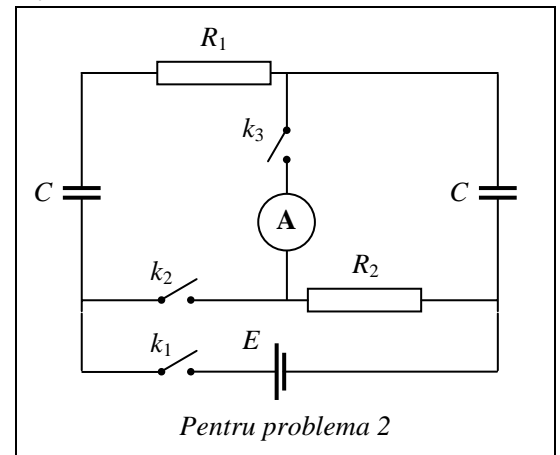 R₁
k₃
C
C
A
k₂
R₂
k₁
E
Pentru problema 2